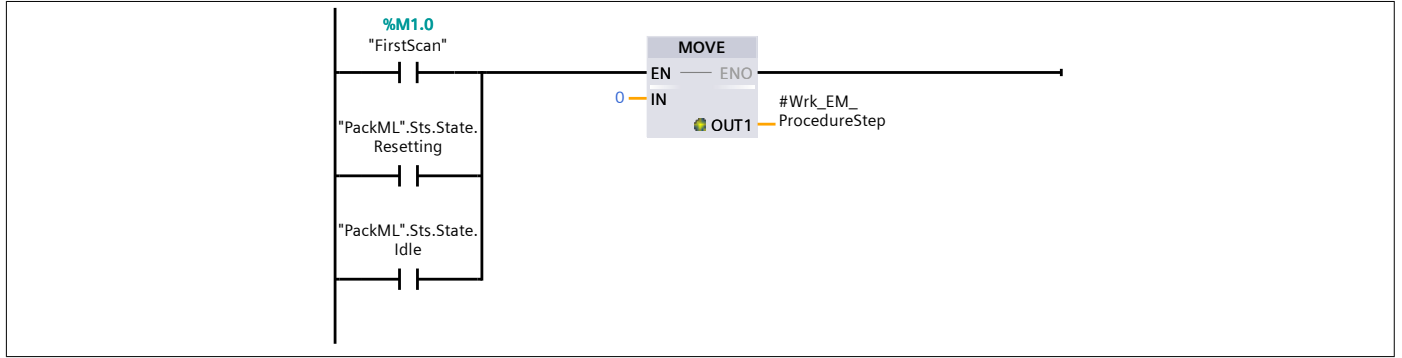 %M1.0
"FirstScan"
MOVE
EN
ENO
0
IN
#Wrk_EM_
ProcedureStep
OUT1
"PackML".Sts.State.
Resetting
"PackML".Sts.State.
Idle